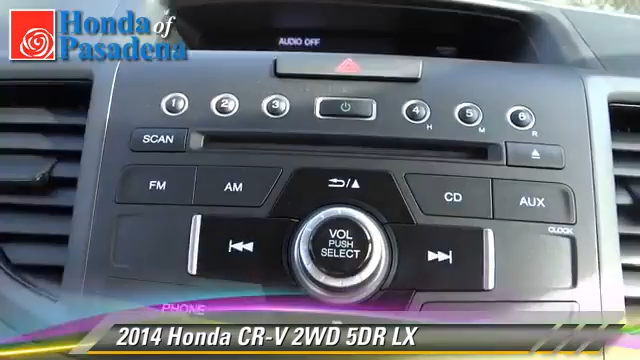 Honda of
Pasadena
AUDIO OFF
1 2 3 4 5 6
H M R
SCAN
FM AM CD AUX
CLOCK
VOL
PUSH
SELECT
PHONE
2014 Honda CR-V 2WD 5DR LX